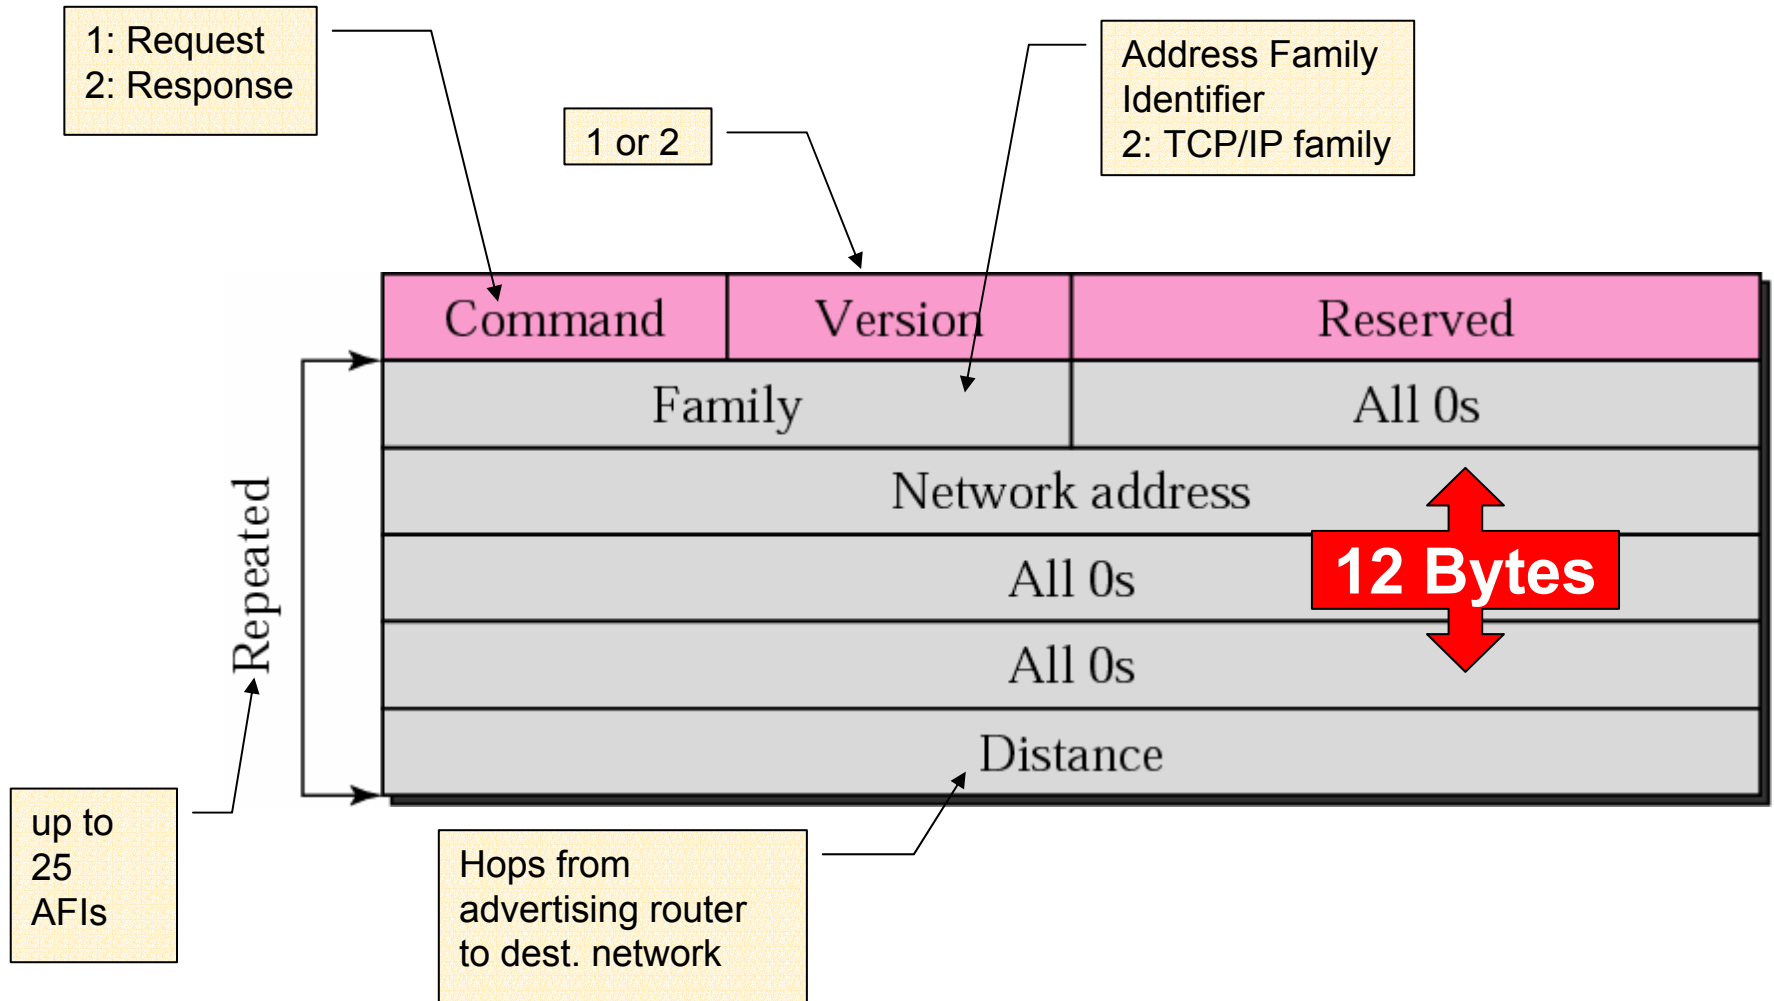 1: Request
2: Response
1 or 2
Address Family
Identifier
2: TCP/IP family
Command
Version
Reserved
Family
All 0s
Network address
All 0s
12 Bytes
All 0s
Distance
Repeated
up to
25
AFIs
Hops from
advertising router
to dest. network